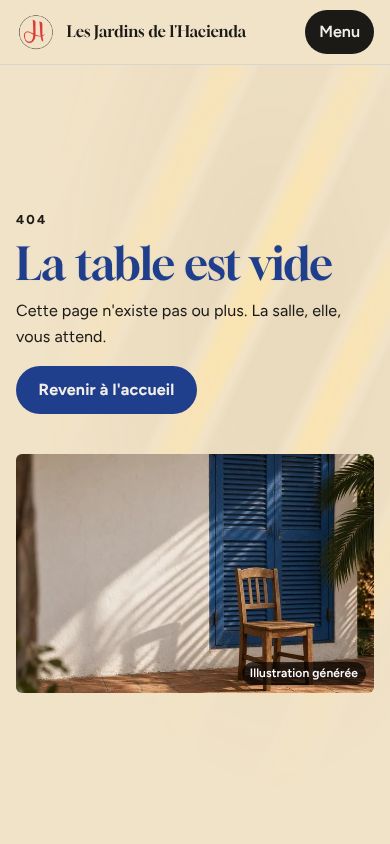 H
Les Jardins de l'Hacienda
Menu
404
La table est vide
Cette page n'existe pas ou plus. La salle, elle,
vous attend.
Revenir à l'accueil
Illustration générée